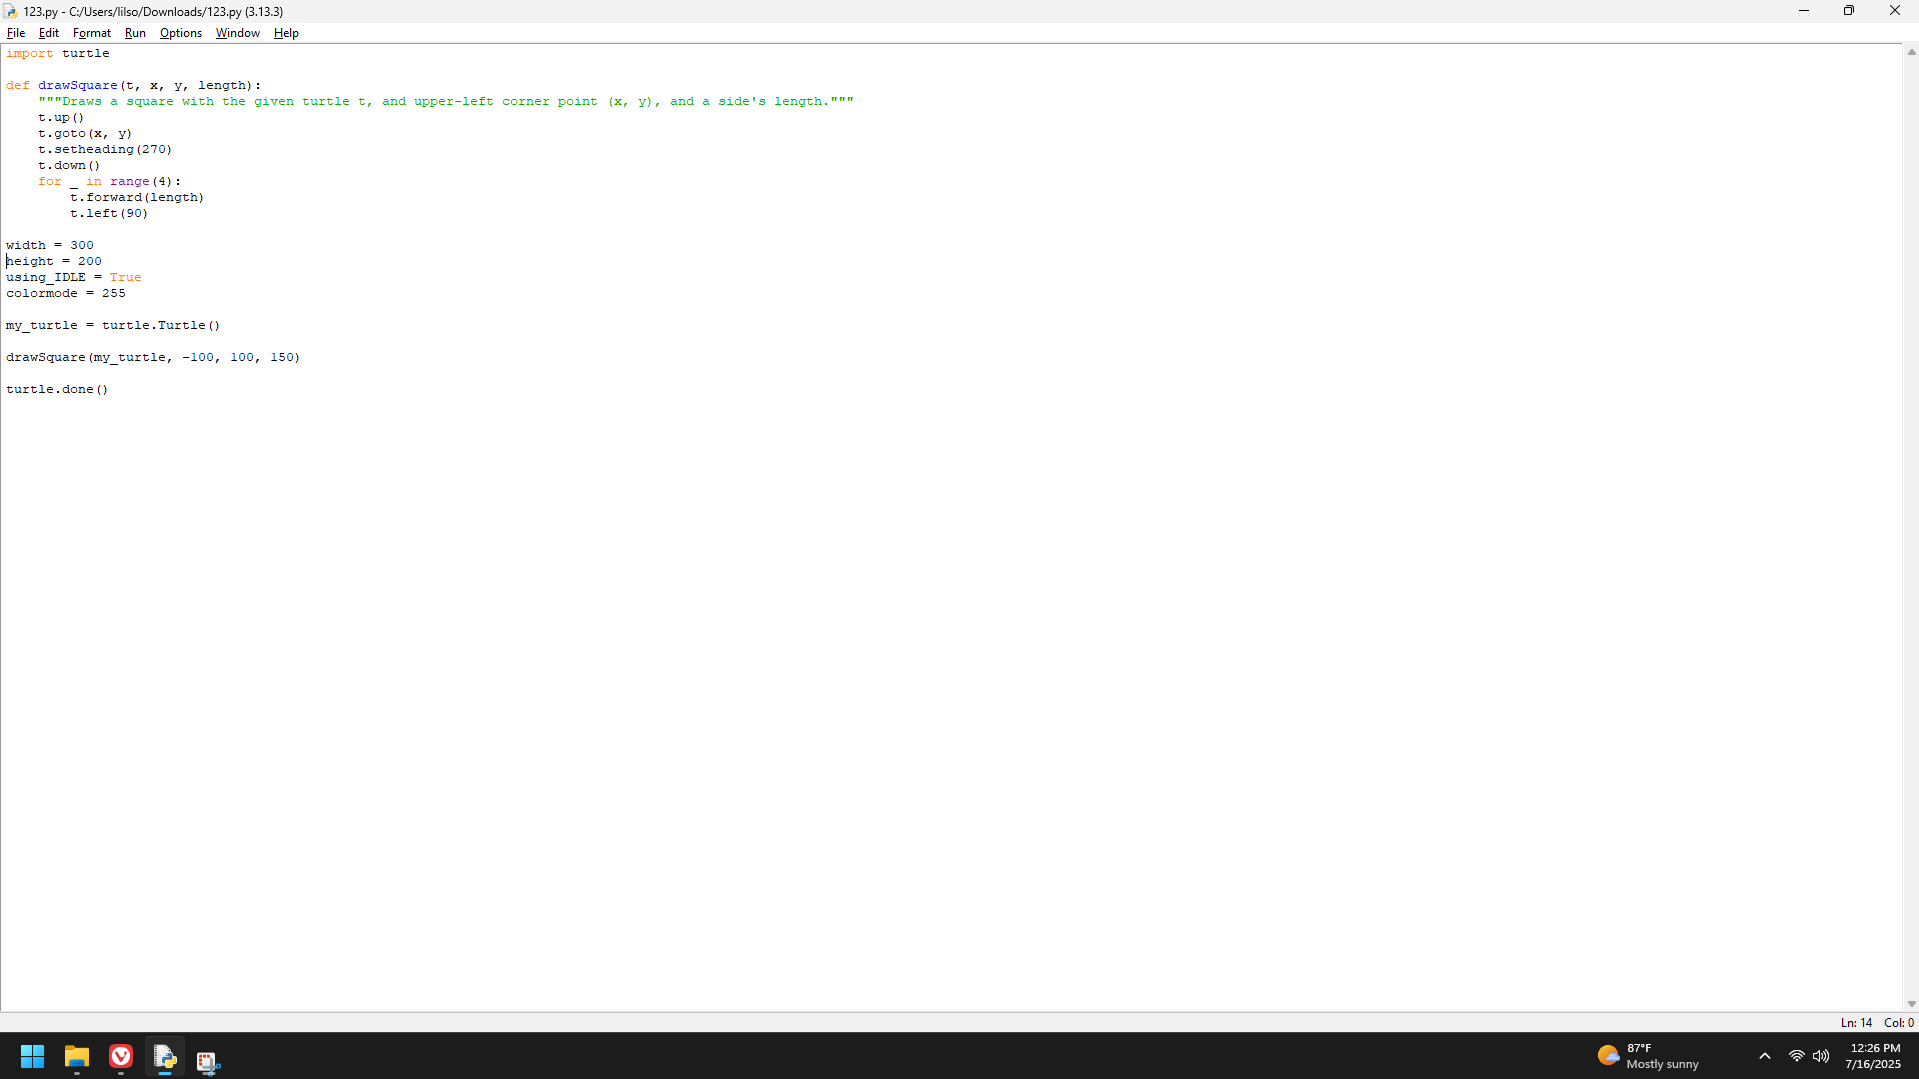 123.py - C:/Users/lilso/Downloads/123.py (3.13.3)
File Edit Format Run Options Window Help
import turtle
def drawSquare(t, x, y, length):
    """Draws a square with the given turtle t, and upper-left corner point (x, y), and a side's length."""
    t.up()
    t.goto(x, y)
    t.setheading(270)
    t.down()
    for _ in range(4):
        t.forward(length)
        t.left(90)
width = 300
height = 200
using_IDLE = True
colormode = 255
my_turtle = turtle.Turtle()
drawSquare(my_turtle, -100, 100, 150)
turtle.done()
Ln: 14 Col: 0
87°F
Mostly sunny
12:26 PM
7/16/2025